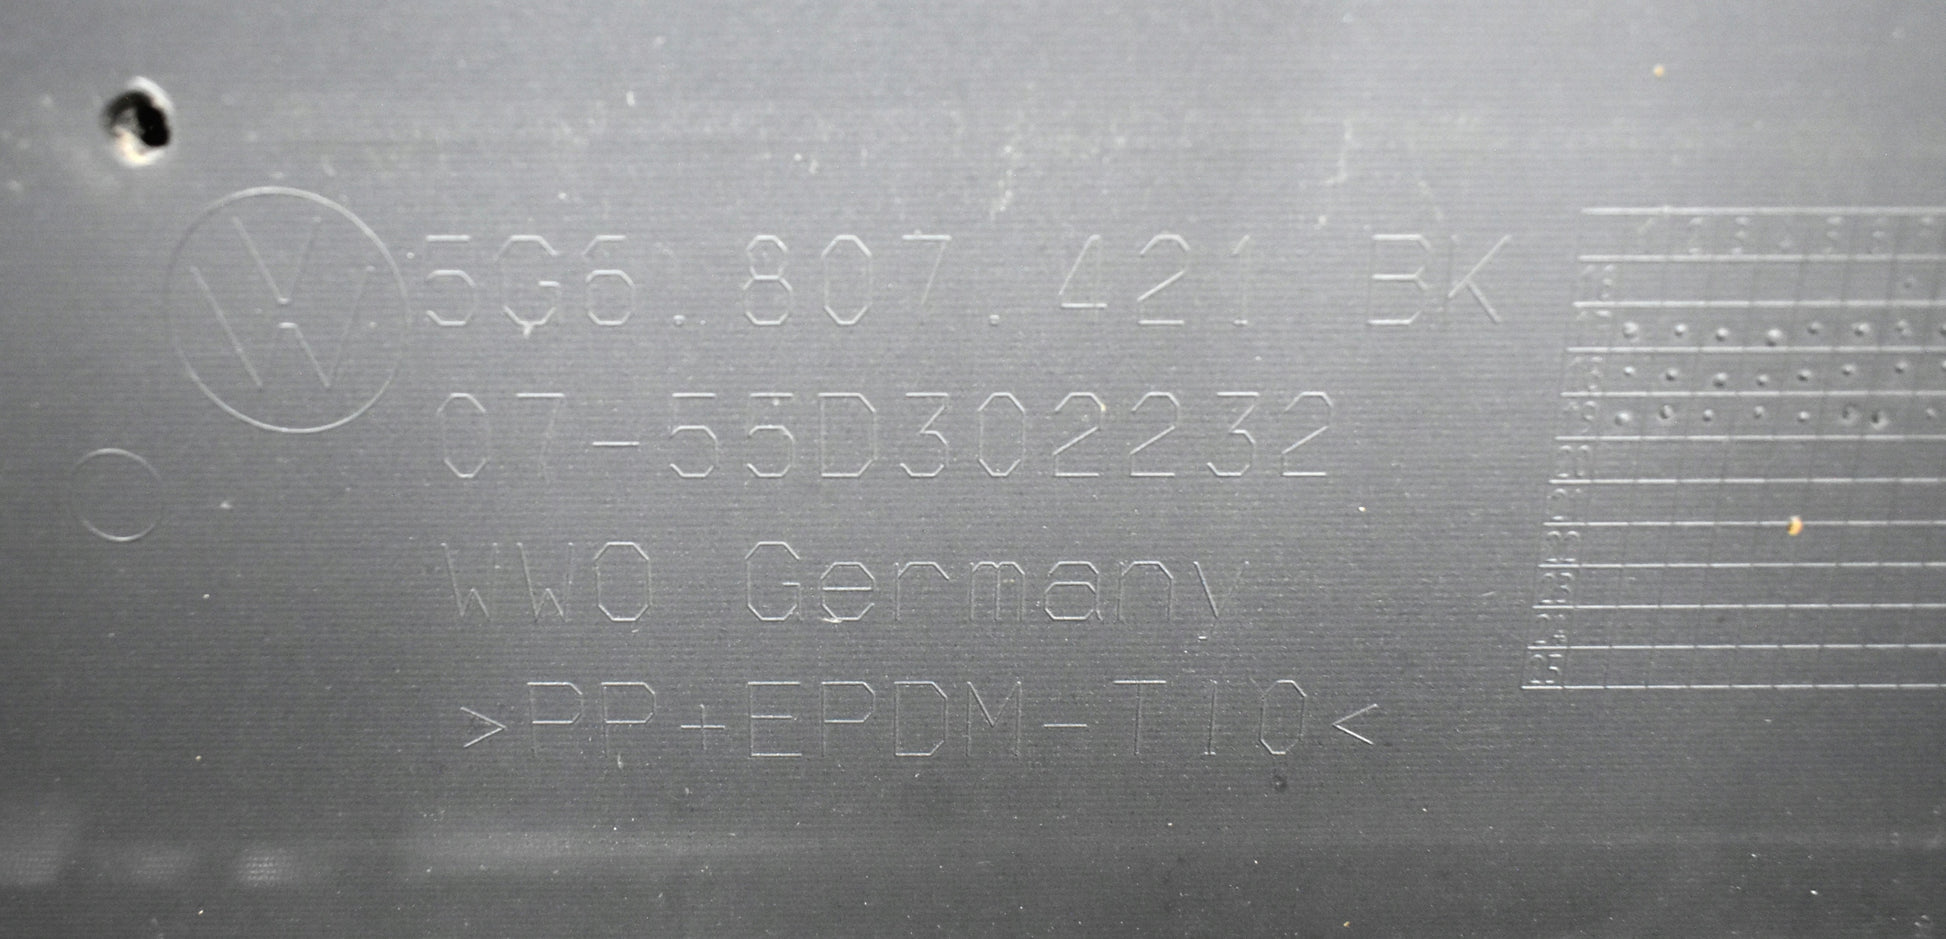 5G6.807.421 BK
07-55D302232
WWO Germany
>PP+EPDM-T10<